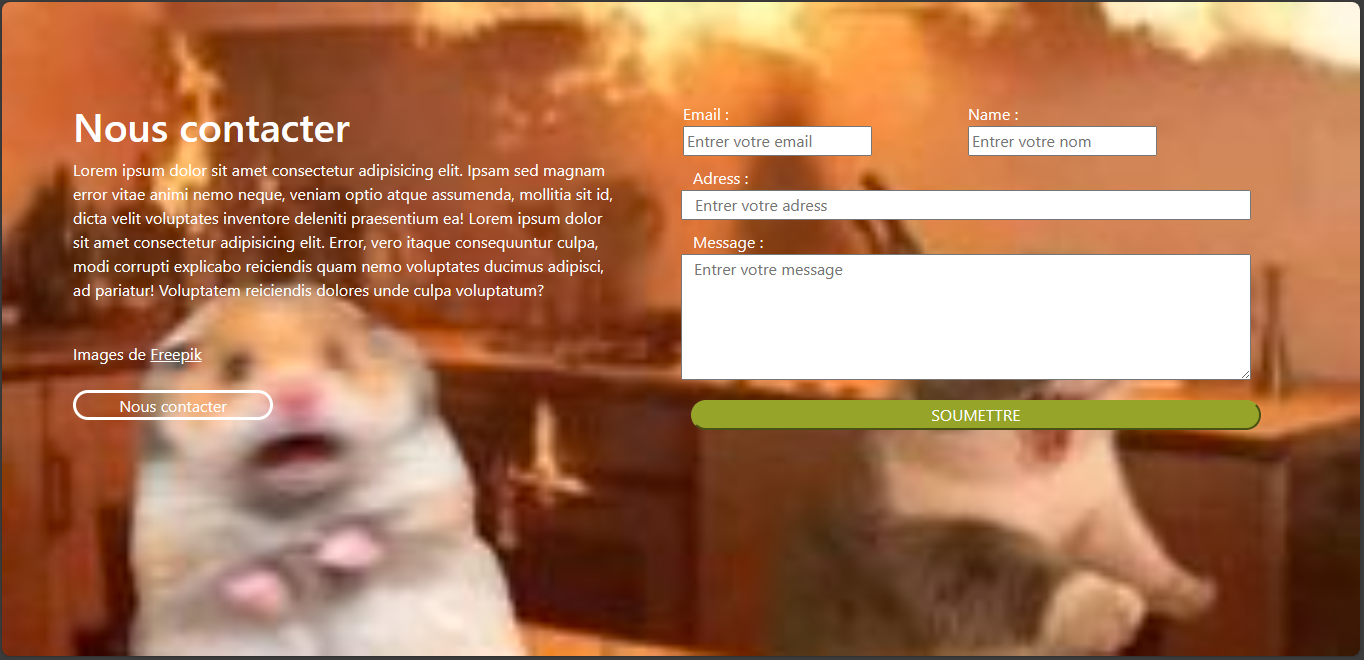 Nous contacter
Lorem ipsum dolor sit amet consectetur adipisicing elit. Ipsam sed magnam
error vitae animi nemo neque, veniam optio atque assumenda, mollitia sit id,
dicta velit voluptates inventore deleniti praesentium ea! Lorem ipsum dolor
sit amet consectetur adipisicing elit. Error, vero itaque consequuntur culpa,
modi corrupti explicabo reiciendis quam nemo voluptates ducimus adipisci,
ad pariatur! Voluptatem reiciendis dolores unde culpa voluptatum?
Images de Freepik
Nous contacter
Email :
Name :
Entrer votre email
Entrer votre nom
Adress :
Entrer votre adress
Message :
Entrer votre message
SOUMETTRE